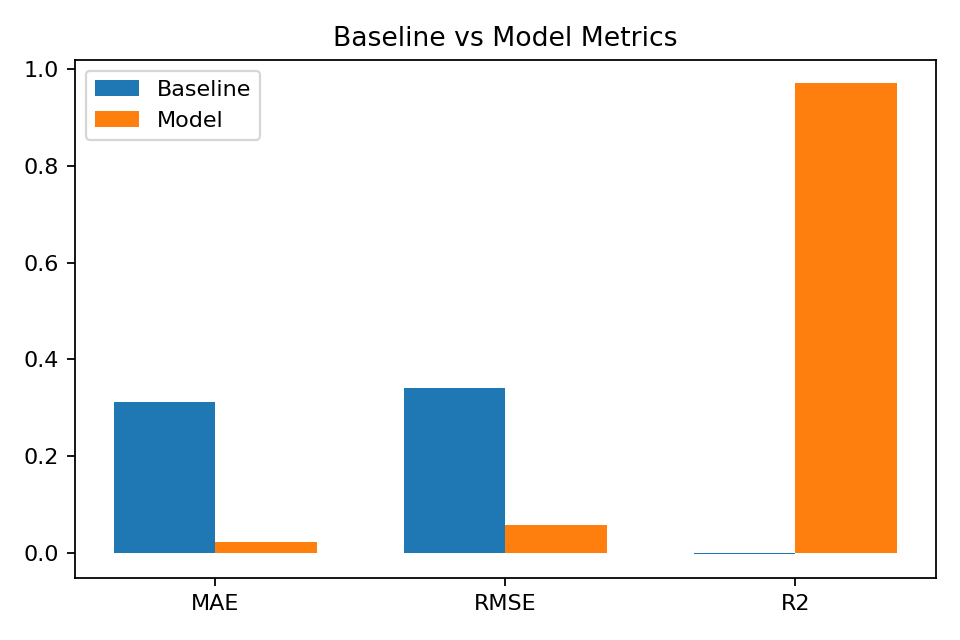 Baseline vs Model Metrics
Baseline
Model
1.0
0.8
0.6
0.4
0.2
0.0
MAE
RMSE
R2